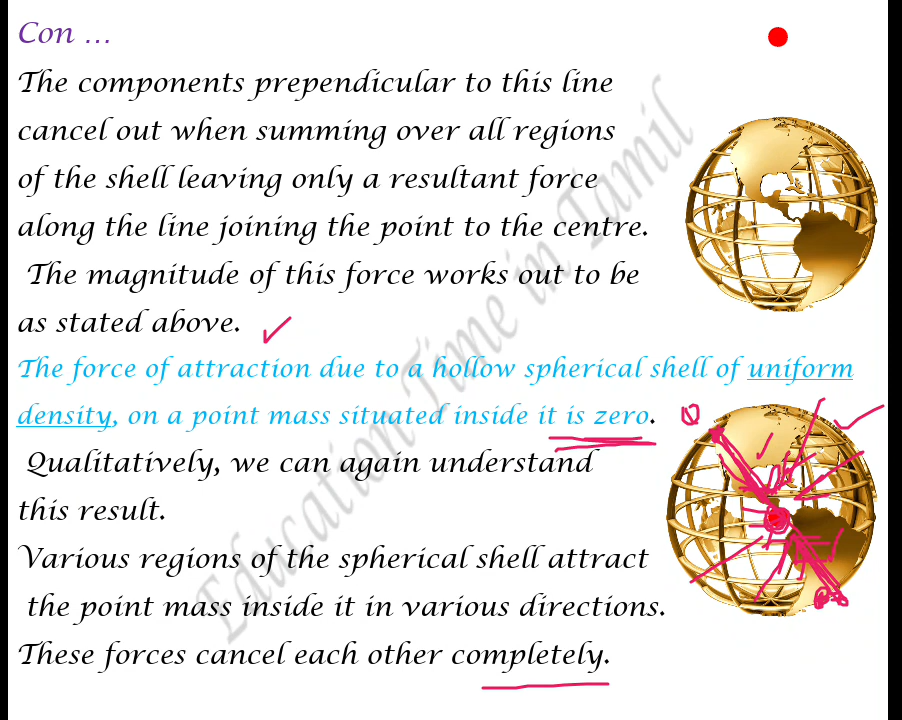 Con ...
The components prependicular to this line
cancel out when summing over all regions
of the shell leaving only a resultant force
along the line joining the point to the centre.
The magnitude of this force works out to be
as stated above.
The force of attraction due to a hollow spherical shell of uniform
density, on a point mass situated inside it is zero.
Qualitatively, we can again understand
this result.
Various regions of the spherical shell attract
the point mass inside it in various directions.
These forces cancel each other completely.
Education Time in Tamil